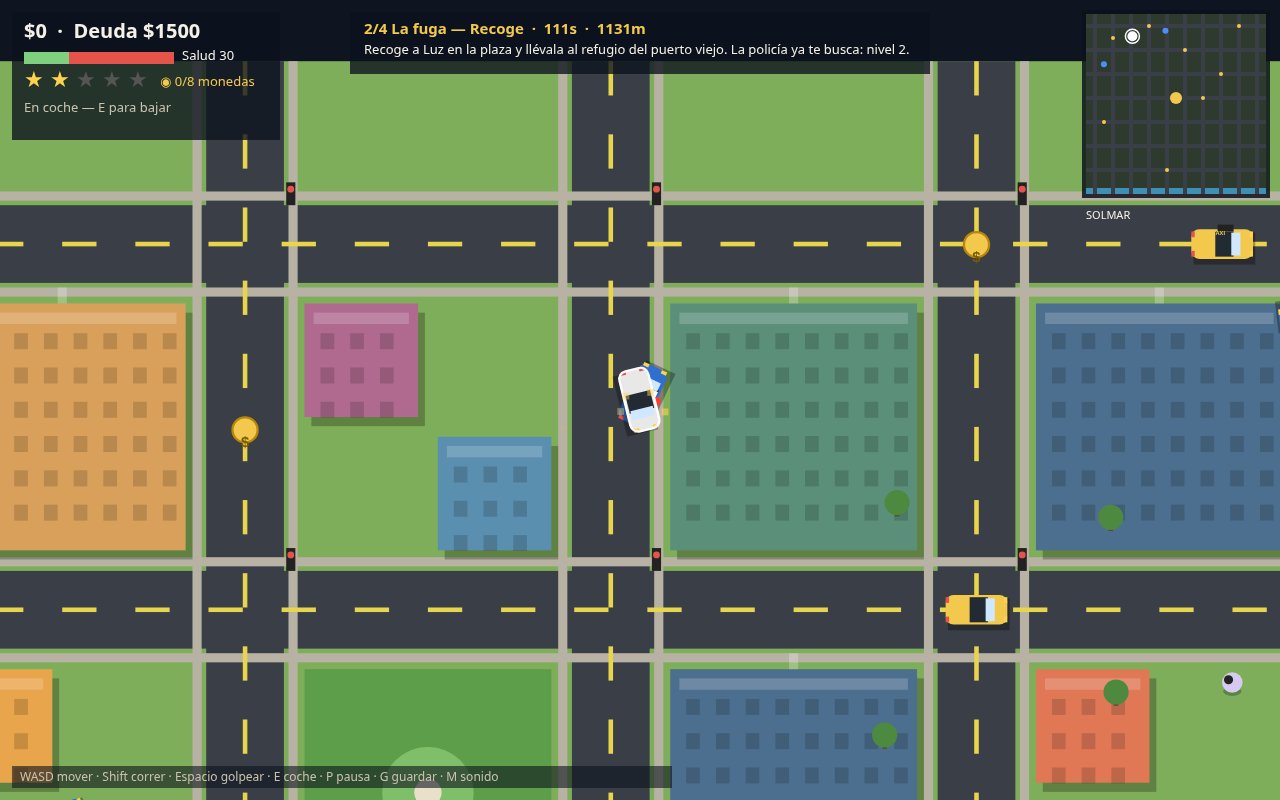 $0 · Deuda $1500
Salud 30
◉ 0/8 monedas
En coche — E para bajar
2/4 La fuga — Recoge · 111s · 1131m
Recoge a Luz en la plaza y llévala al refugio del puerto viejo. La policía ya te busca: nivel 2.
SOLMAR
$
$
WASD mover · Shift correr · Espacio golpear · E coche · P pausa · G guardar · M sonido